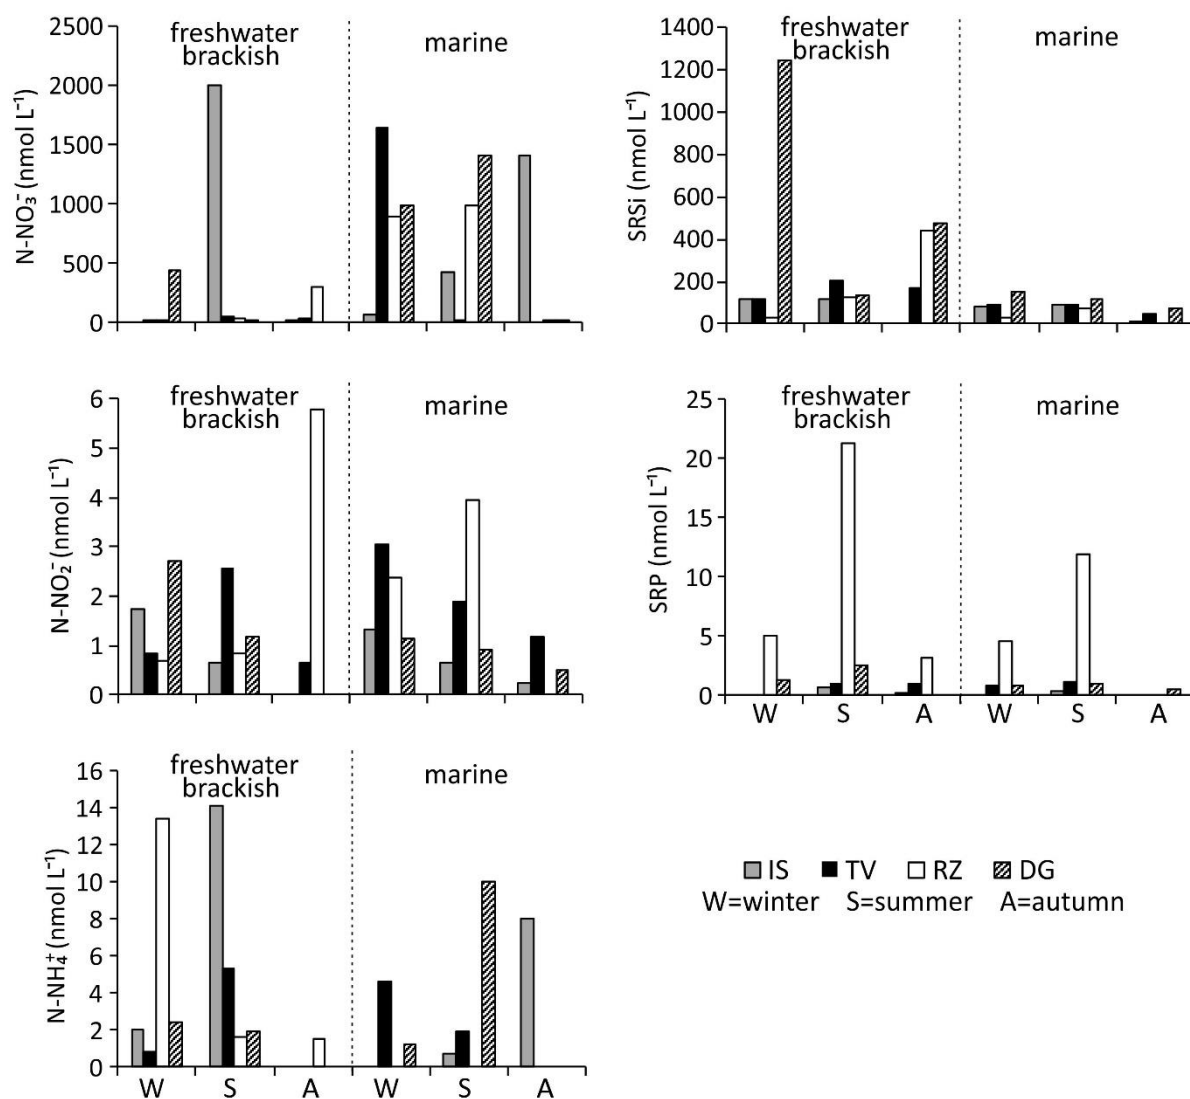 2500
2000
1500
1000
500
0
N-NO₃⁻ (nmol L⁻¹)
freshwater
brackish
marine
1400
1200
1000
800
600
400
200
0
SRSi (nmol L⁻¹)
freshwater
brackish
marine
6
5
4
3
2
1
0
N-NO₂⁻ (nmol L⁻¹)
freshwater
brackish
marine
25
20
15
10
5
0
SRP (nmol L⁻¹)
freshwater
brackish
marine
W S A W S A
16
14
12
10
8
6
4
2
0
N-NH₄⁺ (nmol L⁻¹)
freshwater
brackish
marine
W S A W S A
IS TV RZ DG
W=winter S=summer A=autumn